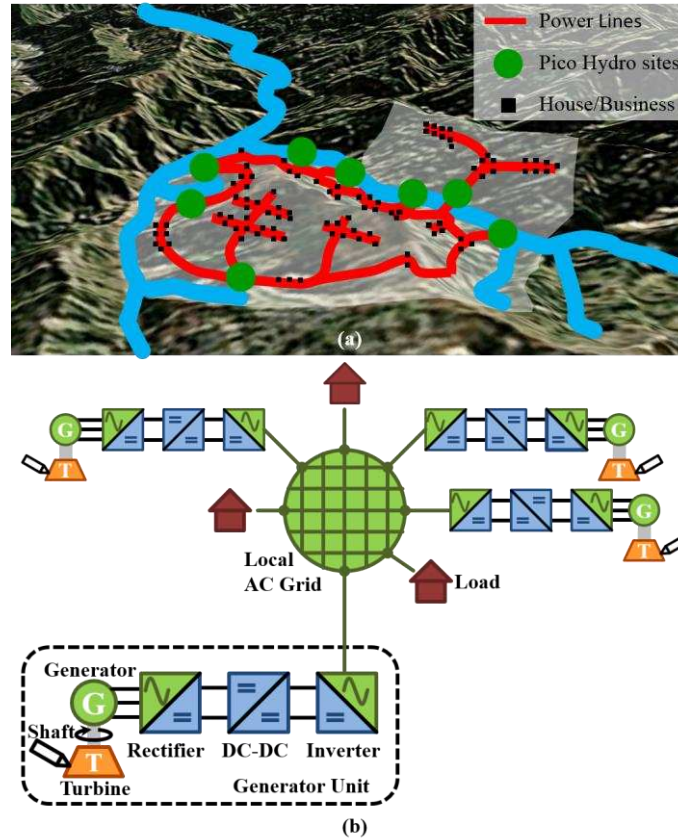 Power Lines
Pico Hydro sites
House/Business
(a)
G
T
G
T
G
T
Local
AC Grid
Load
Generator
G
Shaft
T
Turbine
Rectifier
DC-DC
Inverter
Generator Unit
(b)